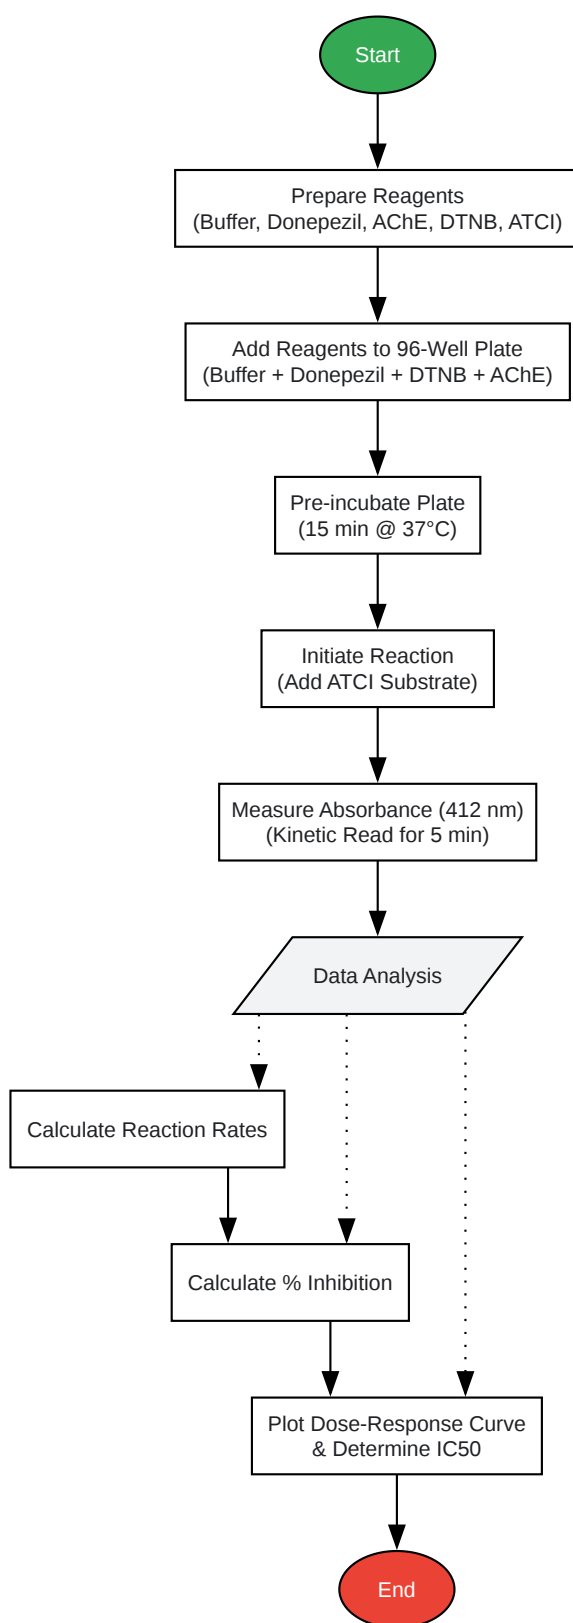 Start
Prepare Reagents
(Buffer, Donepezil, AChE, DTNB, ATCI)
Add Reagents to 96-Well Plate
(Buffer + Donepezil + DTNB + AChE)
Pre-incubate Plate
(15 min @ 37°C)
Initiate Reaction
(Add ATCI Substrate)
Measure Absorbance (412 nm)
(Kinetic Read for 5 min)
Data Analysis
Calculate Reaction Rates
Calculate % Inhibition
Plot Dose-Response Curve
& Determine IC50
End